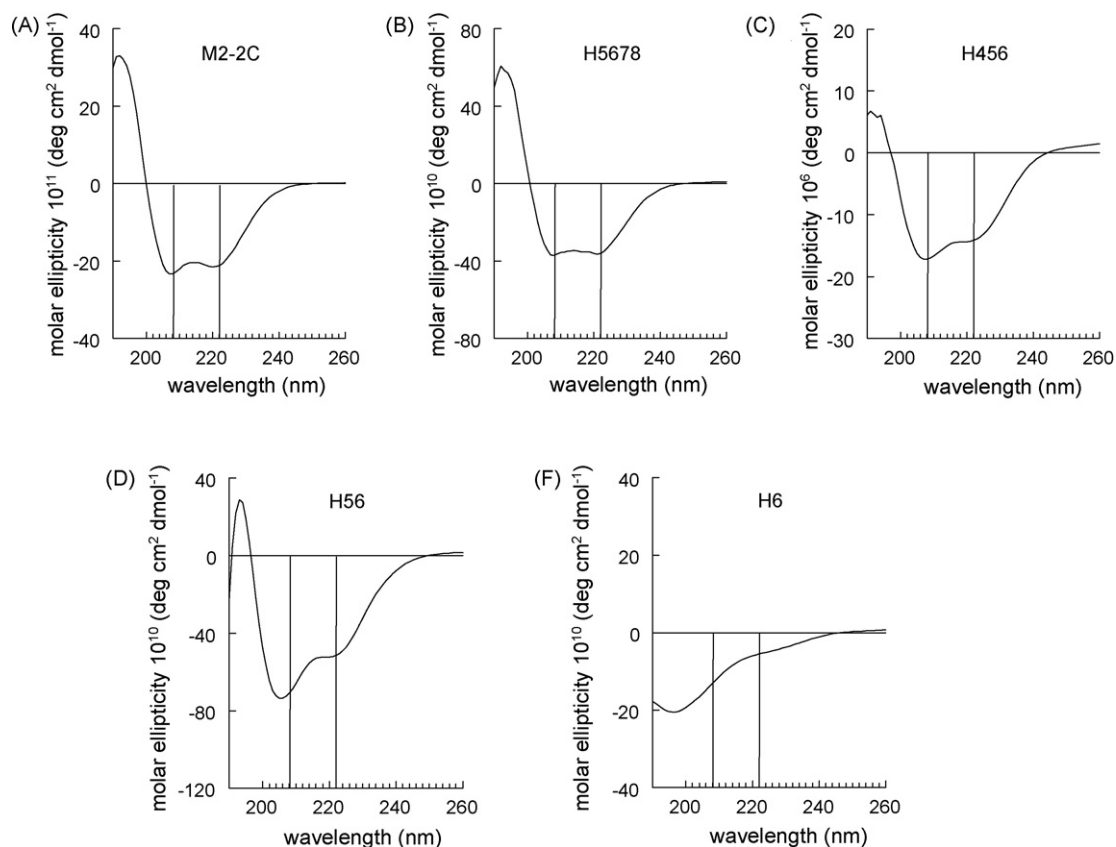 (A)
M2-2C
molar ellipticity 10¹¹ (deg cm² dmol⁻¹)
40
20
0
-20
-40
200
220
240
260
wavelength (nm)
(B)
H5678
molar ellipticity 10¹⁰ (deg cm² dmol⁻¹)
80
40
0
-40
-80
200
220
240
260
wavelength (nm)
(C)
H456
molar ellipticity 10⁶ (deg cm² dmol⁻¹)
20
10
0
-10
-20
-30
200
220
240
260
wavelength (nm)
(D)
H56
molar ellipticity 10¹⁰ (deg cm² dmol⁻¹)
40
0
-40
-80
-120
200
220
240
260
wavelength (nm)
(F)
H6
molar ellipticity 10¹⁰ (deg cm² dmol⁻¹)
40
20
0
-20
-40
200
220
240
260
wavelength (nm)